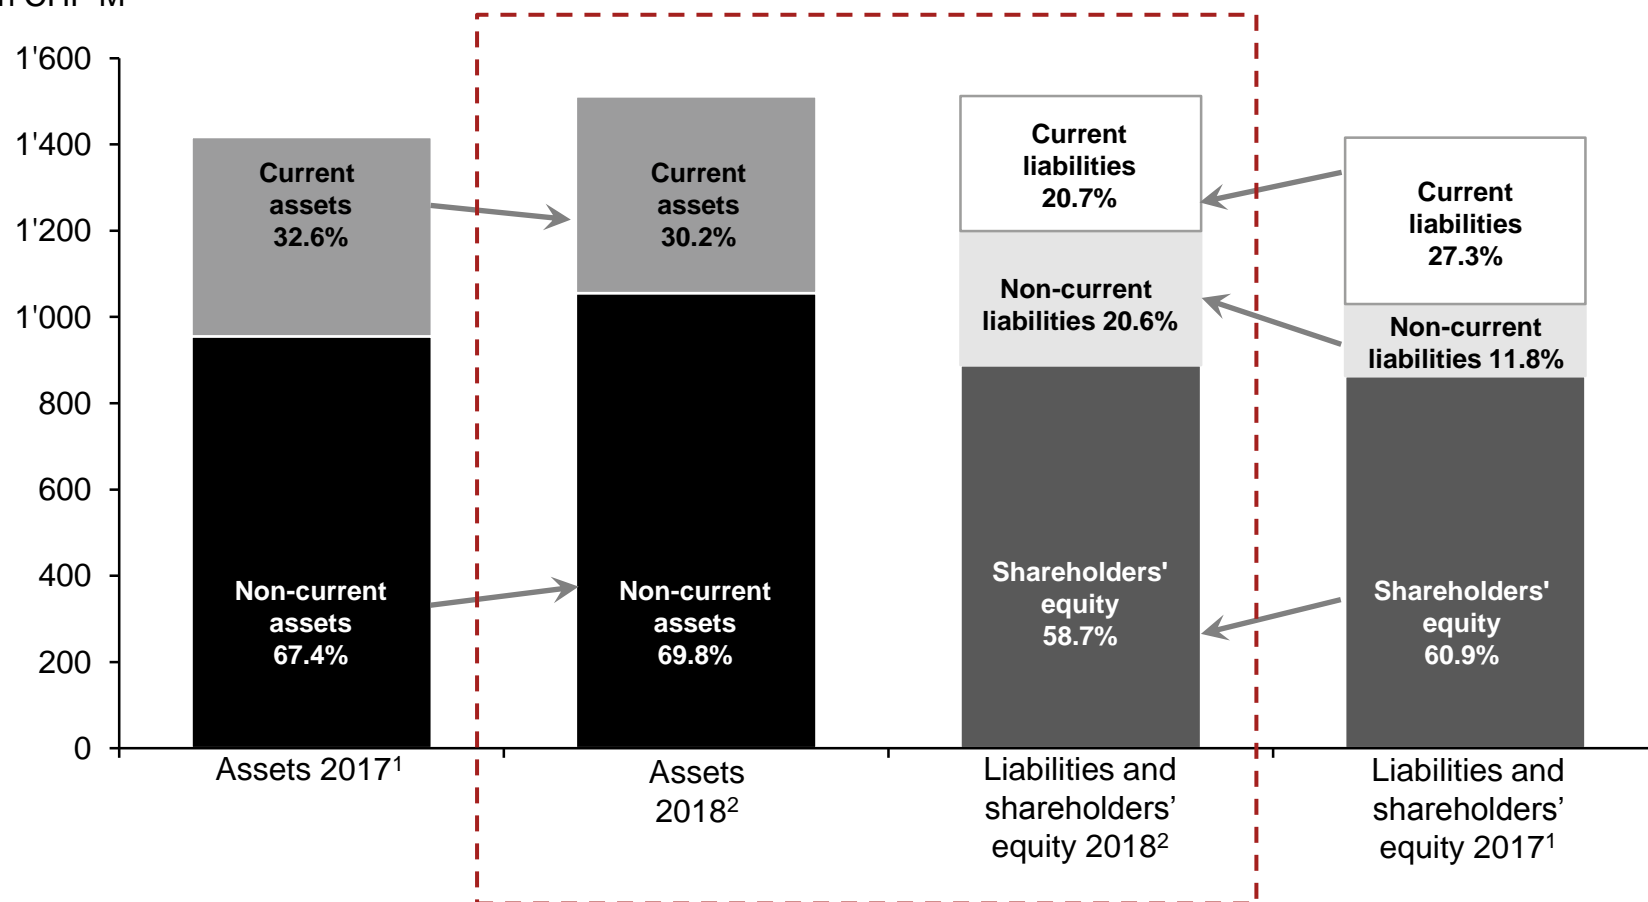 1'600
1'400
1'200
1'000
800
600
400
200
0
Current
assets
32.6%
Non-current
assets
67.4%
Current
assets
30.2%
Non-current
assets
69.8%
Current
liabilities
20.7%
Non-current
liabilities 20.6%
Shareholders'
equity
58.7%
Current
liabilities
27.3%
Non-current
liabilities 11.8%
Shareholders'
equity
60.9%
Assets 2017¹
Assets
2018²
Liabilities and
shareholders’
equity 2018²
Liabilities and
shareholders’
equity 2017¹